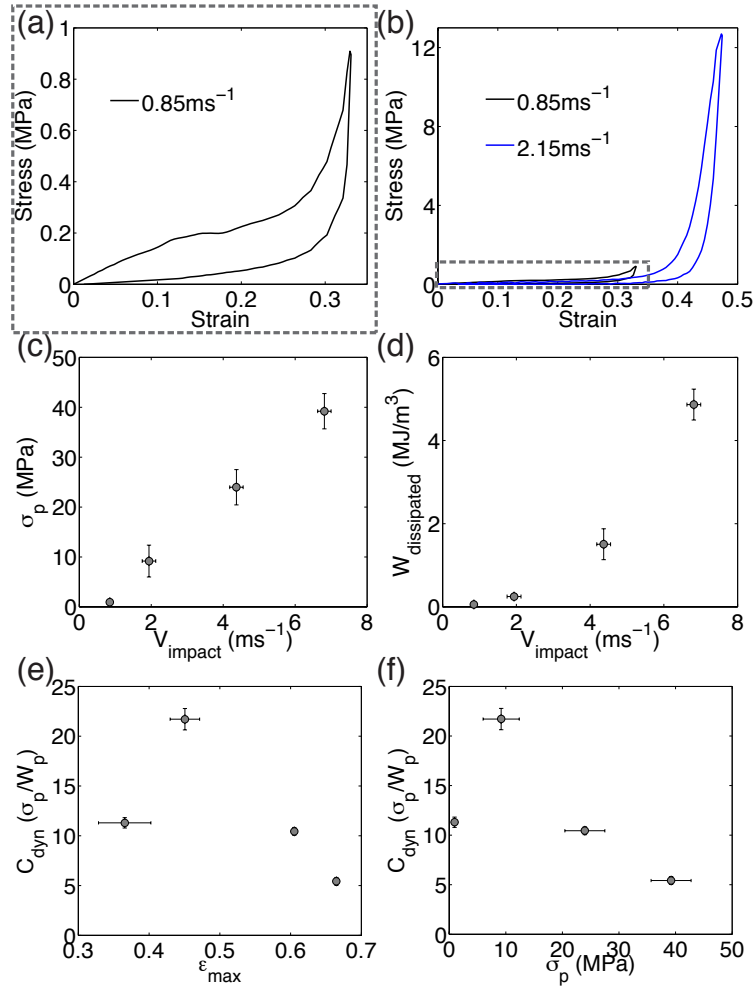 (a)
Stress (MPa)
1
0.8
0.6
0.4
0.2
0
0.85ms⁻¹
0 0.1 0.2 0.3
Strain
(b)
Stress (MPa)
12
8
4
0
0.85ms⁻¹
2.15ms⁻¹
0 0.1 0.2 0.3 0.4 0.5
Strain
(c)
σp (MPa)
50
40
30
20
10
0
0 2 4 6 8
Vimpact (ms⁻¹)
(d)
Wdissipated (MJ/m³)
6
4
2
0
0 2 4 6 8
Vimpact (ms⁻¹)
(e)
Cdyn (σp/Wp)
25
20
15
10
5
0
0.3 0.4 0.5 0.6 0.7
εmax
(f)
Cdyn (σp/Wp)
25
20
15
10
5
0
0 10 20 30 40 50
σp (MPa)